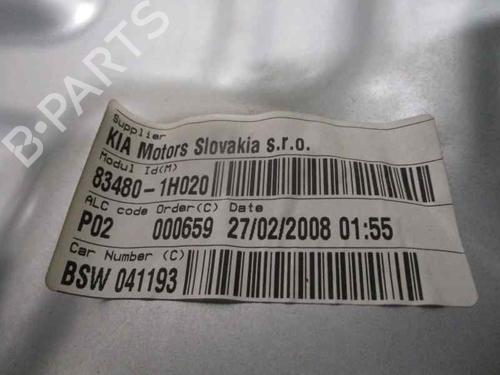 B-PARTS
Supplier
KIA Motors Slovakia s.r.o.
Modul Id(M)
83480-1H020
ALC code Order(C) Date
P02 000659 27/02/2008 01:55
Car Number (C)
BSW 041193